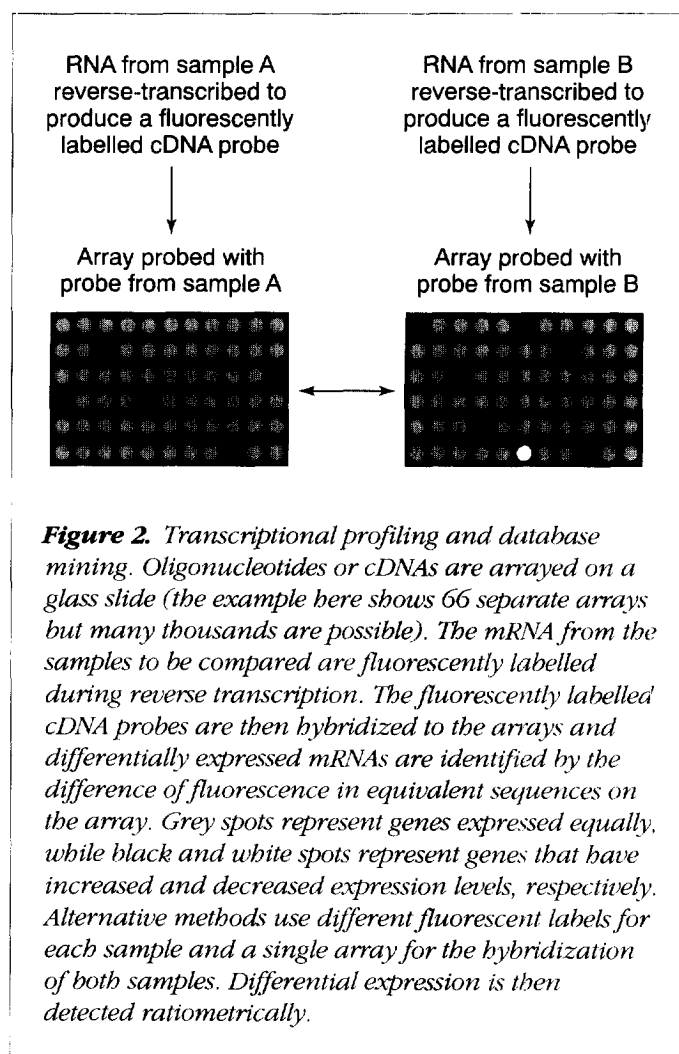 RNA from sample A
reverse-transcribed to
produce a fluorescently
labelled cDNA probe
RNA from sample B
reverse-transcribed to
produce a fluorescently
labelled cDNA probe
Array probed with
probe from sample A
Array probed with
probe from sample B
Figure 2. Transcriptional profiling and database
mining. Oligonucleotides or cDNAs are arrayed on a
glass slide (the example here shows 66 separate arrays
but many thousands are possible). The mRNA from the
samples to be compared are fluorescently labelled
during reverse transcription. The fluorescently labelled
cDNA probes are then hybridized to the arrays and
differentially expressed mRNAs are identified by the
difference of fluorescence in equivalent sequences on
the array. Grey spots represent genes expressed equally,
while black and white spots represent genes that have
increased and decreased expression levels, respectively.
Alternative methods use different fluorescent labels for
each sample and a single array for the hybridization
of both samples. Differential expression is then
detected ratiometrically.